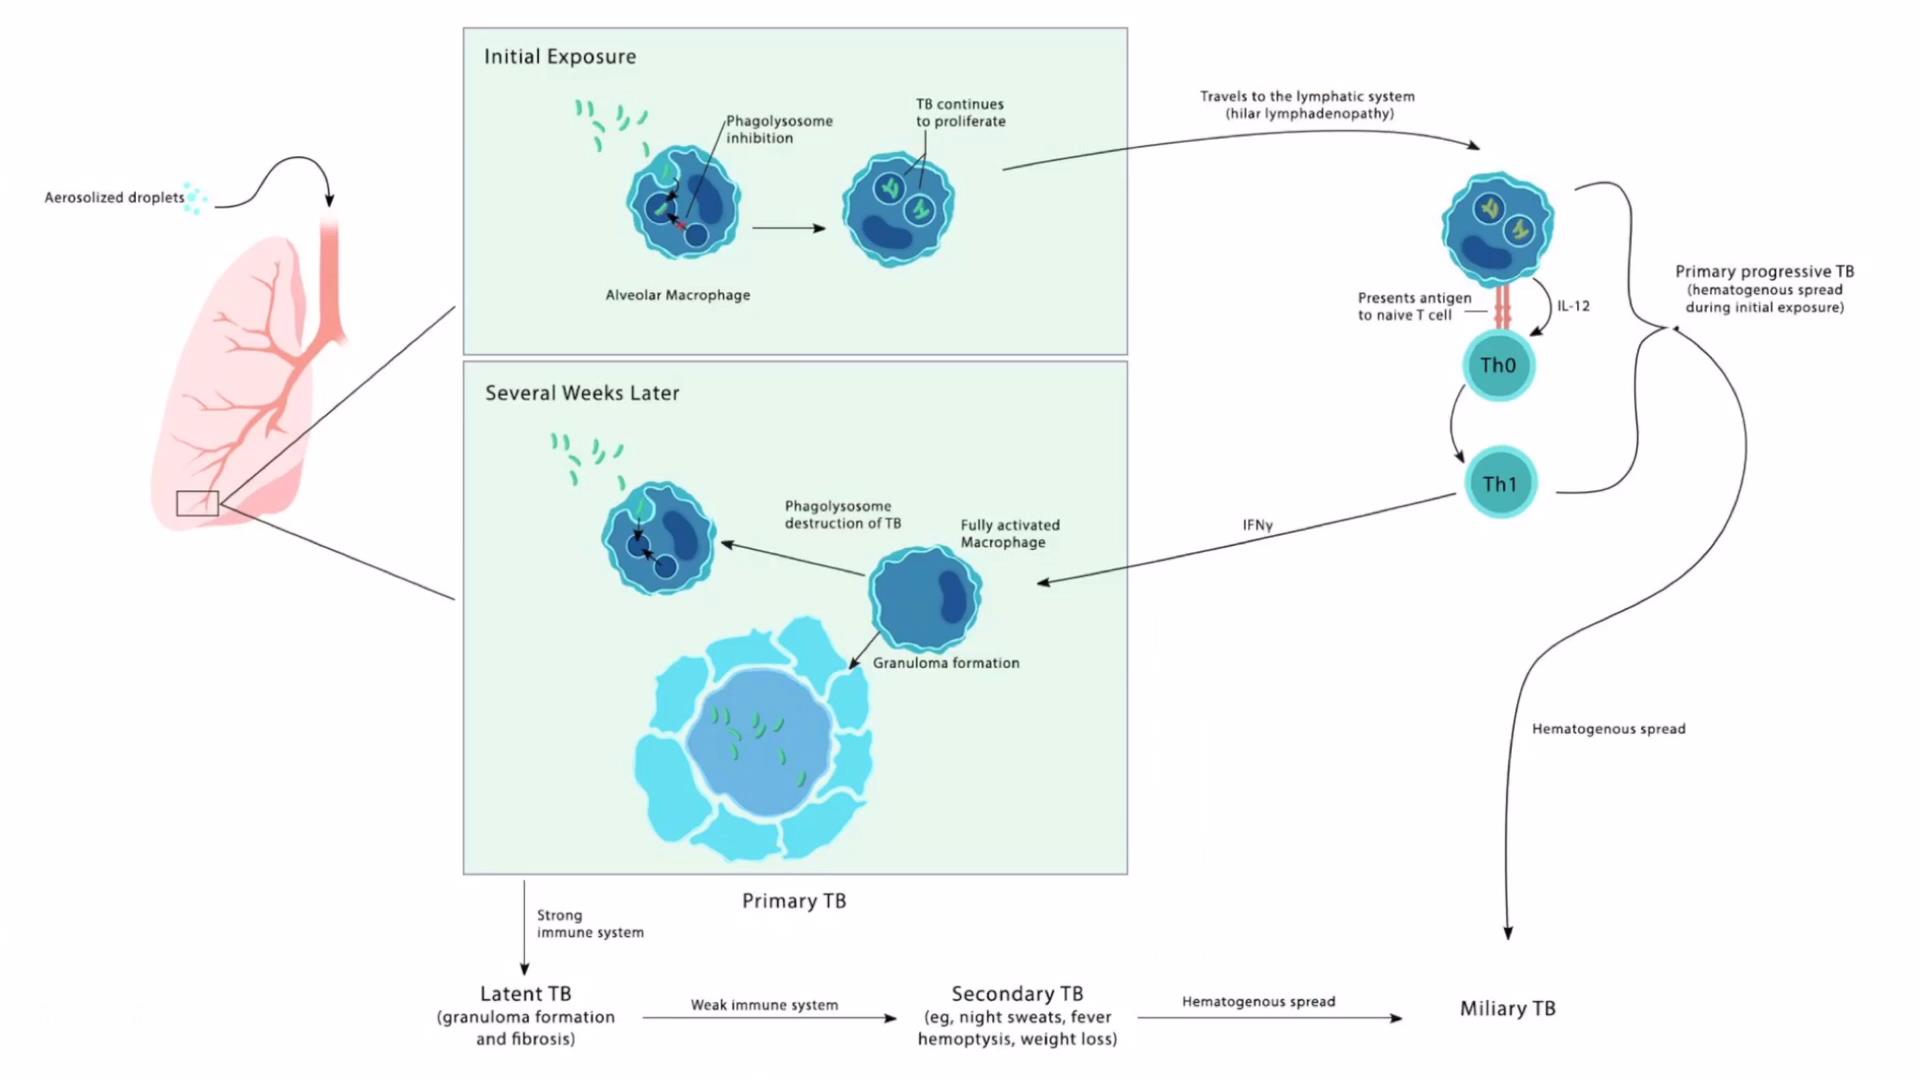 Initial Exposure
Aerosolized droplets
Phagolysosome
inhibition
TB continues
to proliferate
Alveolar Macrophage
Travels to the lymphatic system
(hilar lymphadenopathy)
Presents antigen
to naive T cell
IL-12
Th0
Th1
Primary progressive TB
(hematogenous spread
during initial exposure)
Several Weeks Later
Phagolysosome
destruction of TB
Fully activated
Macrophage
IFNγ
Granuloma formation
Hematogenous spread
Primary TB
Strong
immune system
Latent TB
(granuloma formation
and fibrosis)
Weak immune system
Secondary TB
(eg, night sweats, fever
hemoptysis, weight loss)
Hematogenous spread
Miliary TB